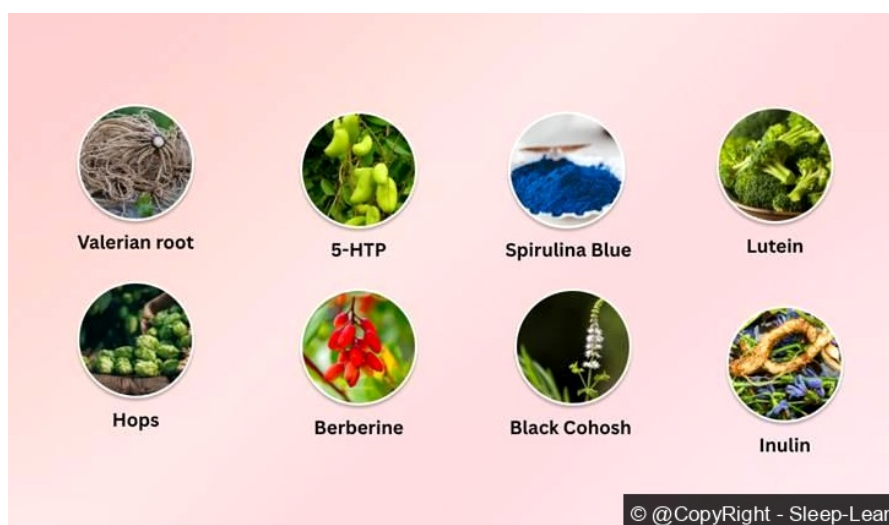 Valerian root
5-HTP
Spirulina Blue
Lutein
Hops
Berberine
Black Cohosh
Inulin
© @CopyRight - Sleep-Lear